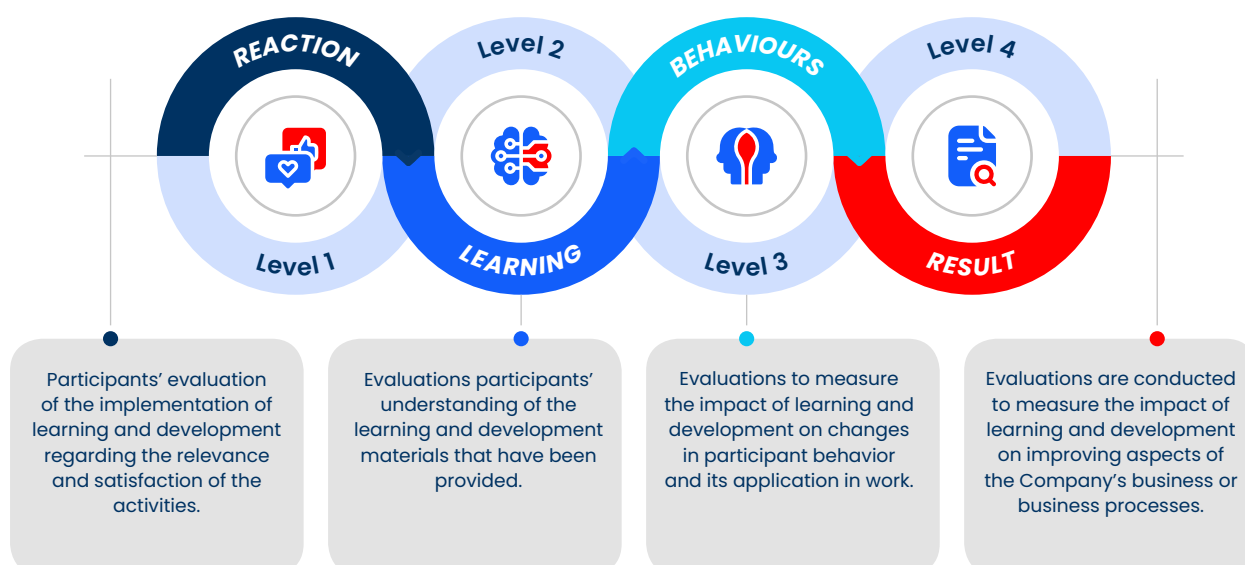 REACTION
Level 1
Level 2
LEARNING
BEHAVIOURS
Level 3
Level 4
RESULT
Participants’ evaluation
of the implementation of
learning and development
regarding the relevance
and satisfaction of the
activities.
Evaluations participants’
understanding of the
learning and development
materials that have been
provided.
Evaluations to measure
the impact of learning and
development on changes
in participant behavior
and its application in work.
Evaluations are conducted
to measure the impact of
learning and development
on improving aspects of
the Company’s business or
business processes.